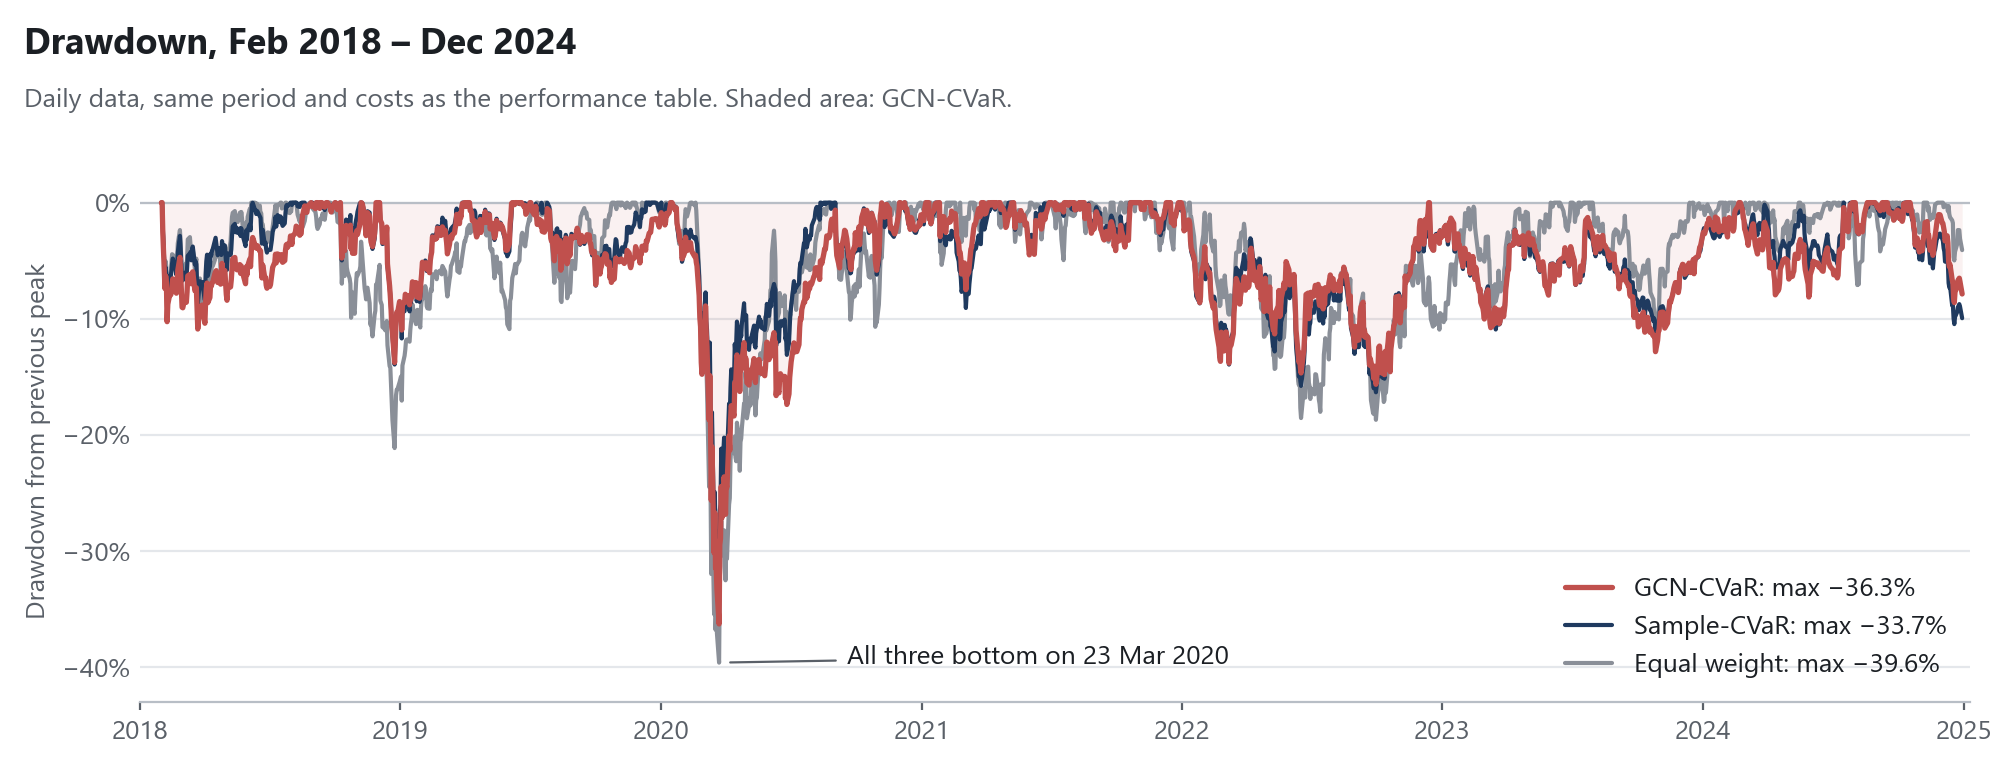 Drawdown, Feb 2018 – Dec 2024
Daily data, same period and costs as the performance table. Shaded area: GCN-CVaR.
Drawdown from previous peak
0%
−10%
−20%
−30%
−40%
GCN-CVaR: max −36.3%
Sample-CVaR: max −33.7%
Equal weight: max −39.6%
All three bottom on 23 Mar 2020
2018
2019
2020
2021
2022
2023
2024
2025